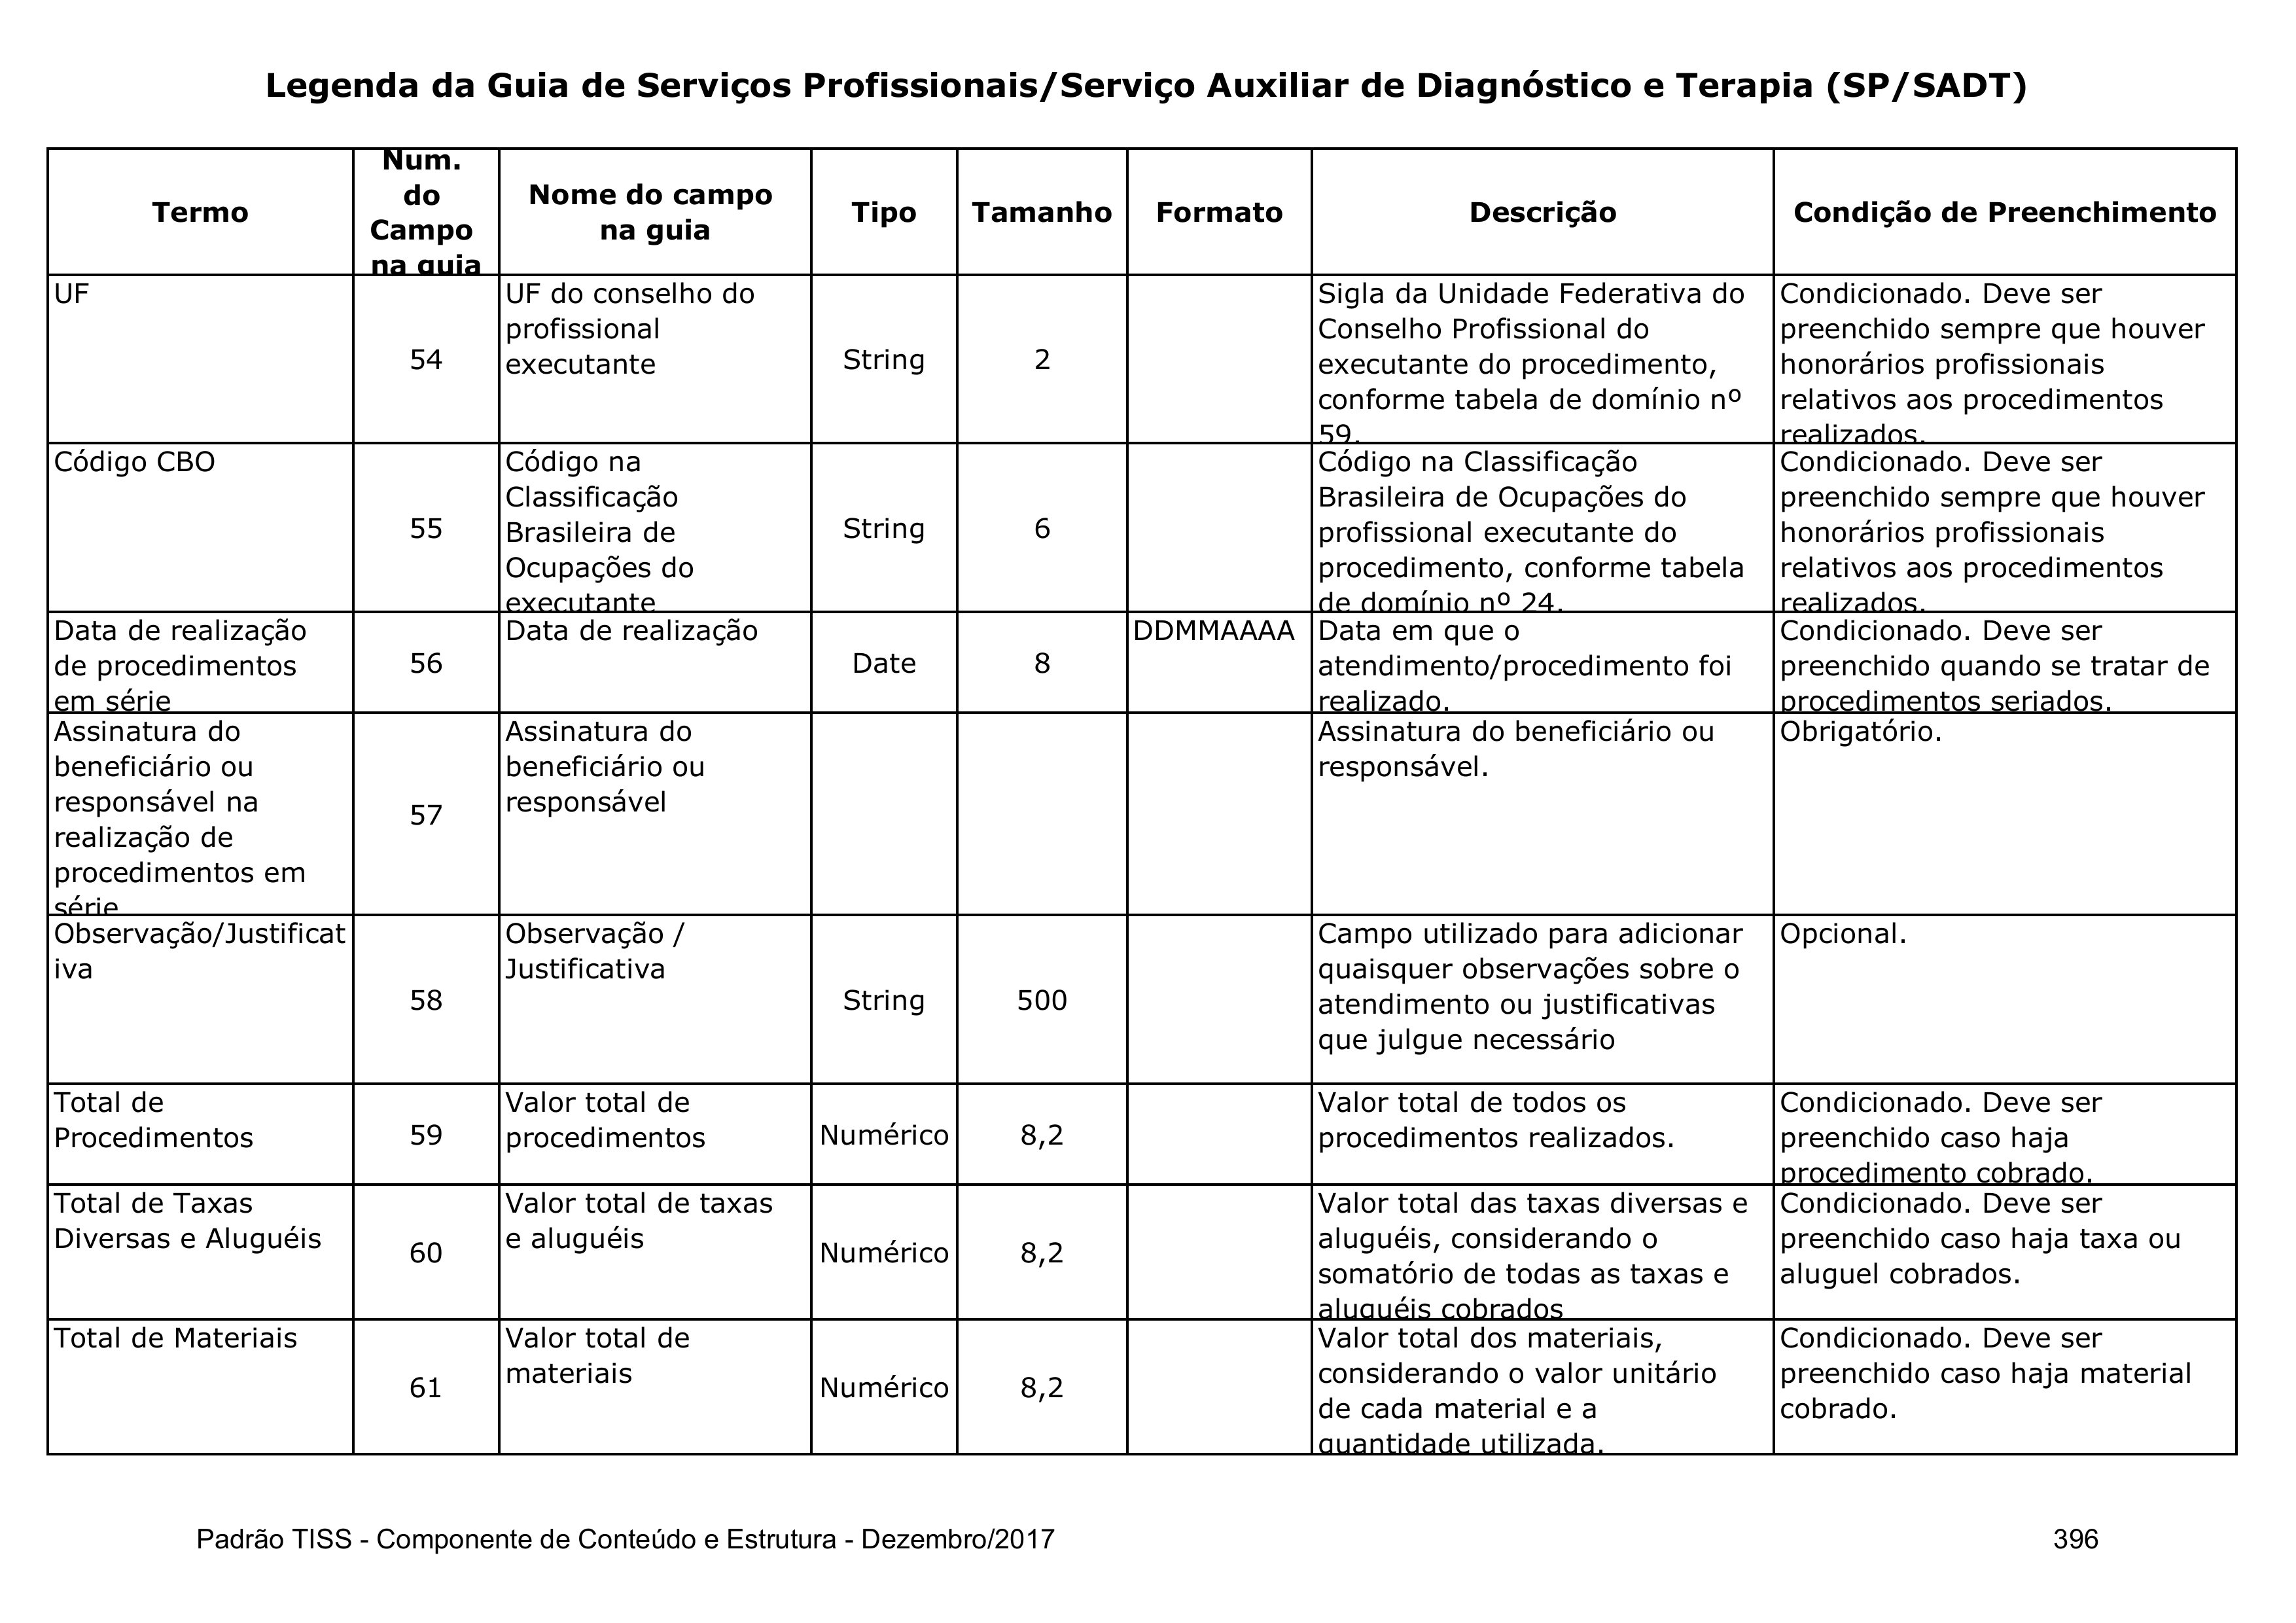 Legenda da Guia de Serviços Profissionais/Serviço Auxiliar de Diagnóstico e Terapia (SP/SADT)
Termo
Num.
do
Campo
na guia
Nome do campo
na guia
Tipo
Tamanho
Formato
Descrição
Condição de Preenchimento
UF
54
UF do conselho do
profissional
executante
String
2
Sigla da Unidade Federativa do
Conselho Profissional do
executante do procedimento,
conforme tabela de domínio nº
59.
Condicionado. Deve ser
preenchido sempre que houver
honorários profissionais
relativos aos procedimentos
realizados.
Código CBO
55
Código na
Classificação
Brasileira de
Ocupações do
executante
String
6
Código na Classificação
Brasileira de Ocupações do
profissional executante do
procedimento, conforme tabela
de domínio nº 24.
Condicionado. Deve ser
preenchido sempre que houver
honorários profissionais
relativos aos procedimentos
realizados.
Data de realização
de procedimentos
em série
56
Data de realização
Date
8
DDMMAAAA
Data em que o
atendimento/procedimento foi
realizado.
Condicionado. Deve ser
preenchido quando se tratar de
procedimentos seriados.
Assinatura do
beneficiário ou
responsável na
realização de
procedimentos em
série
57
Assinatura do
beneficiário ou
responsável
Assinatura do beneficiário ou
responsável.
Obrigatório.
Observação/Justificat
iva
58
Observação /
Justificativa
String
500
Campo utilizado para adicionar
quaisquer observações sobre o
atendimento ou justificativas
que julgue necessário
Opcional.
Total de
Procedimentos
59
Valor total de
procedimentos
Numérico
8,2
Valor total de todos os
procedimentos realizados.
Condicionado. Deve ser
preenchido caso haja
procedimento cobrado.
Total de Taxas
Diversas e Aluguéis
60
Valor total de taxas
e aluguéis
Numérico
8,2
Valor total das taxas diversas e
aluguéis, considerando o
somatório de todas as taxas e
aluguéis cobrados
Condicionado. Deve ser
preenchido caso haja taxa ou
aluguel cobrados.
Total de Materiais
61
Valor total de
materiais
Numérico
8,2
Valor total dos materiais,
considerando o valor unitário
de cada material e a
quantidade utilizada.
Condicionado. Deve ser
preenchido caso haja material
cobrado.
Padrão TISS - Componente de Conteúdo e Estrutura - Dezembro/2017
396